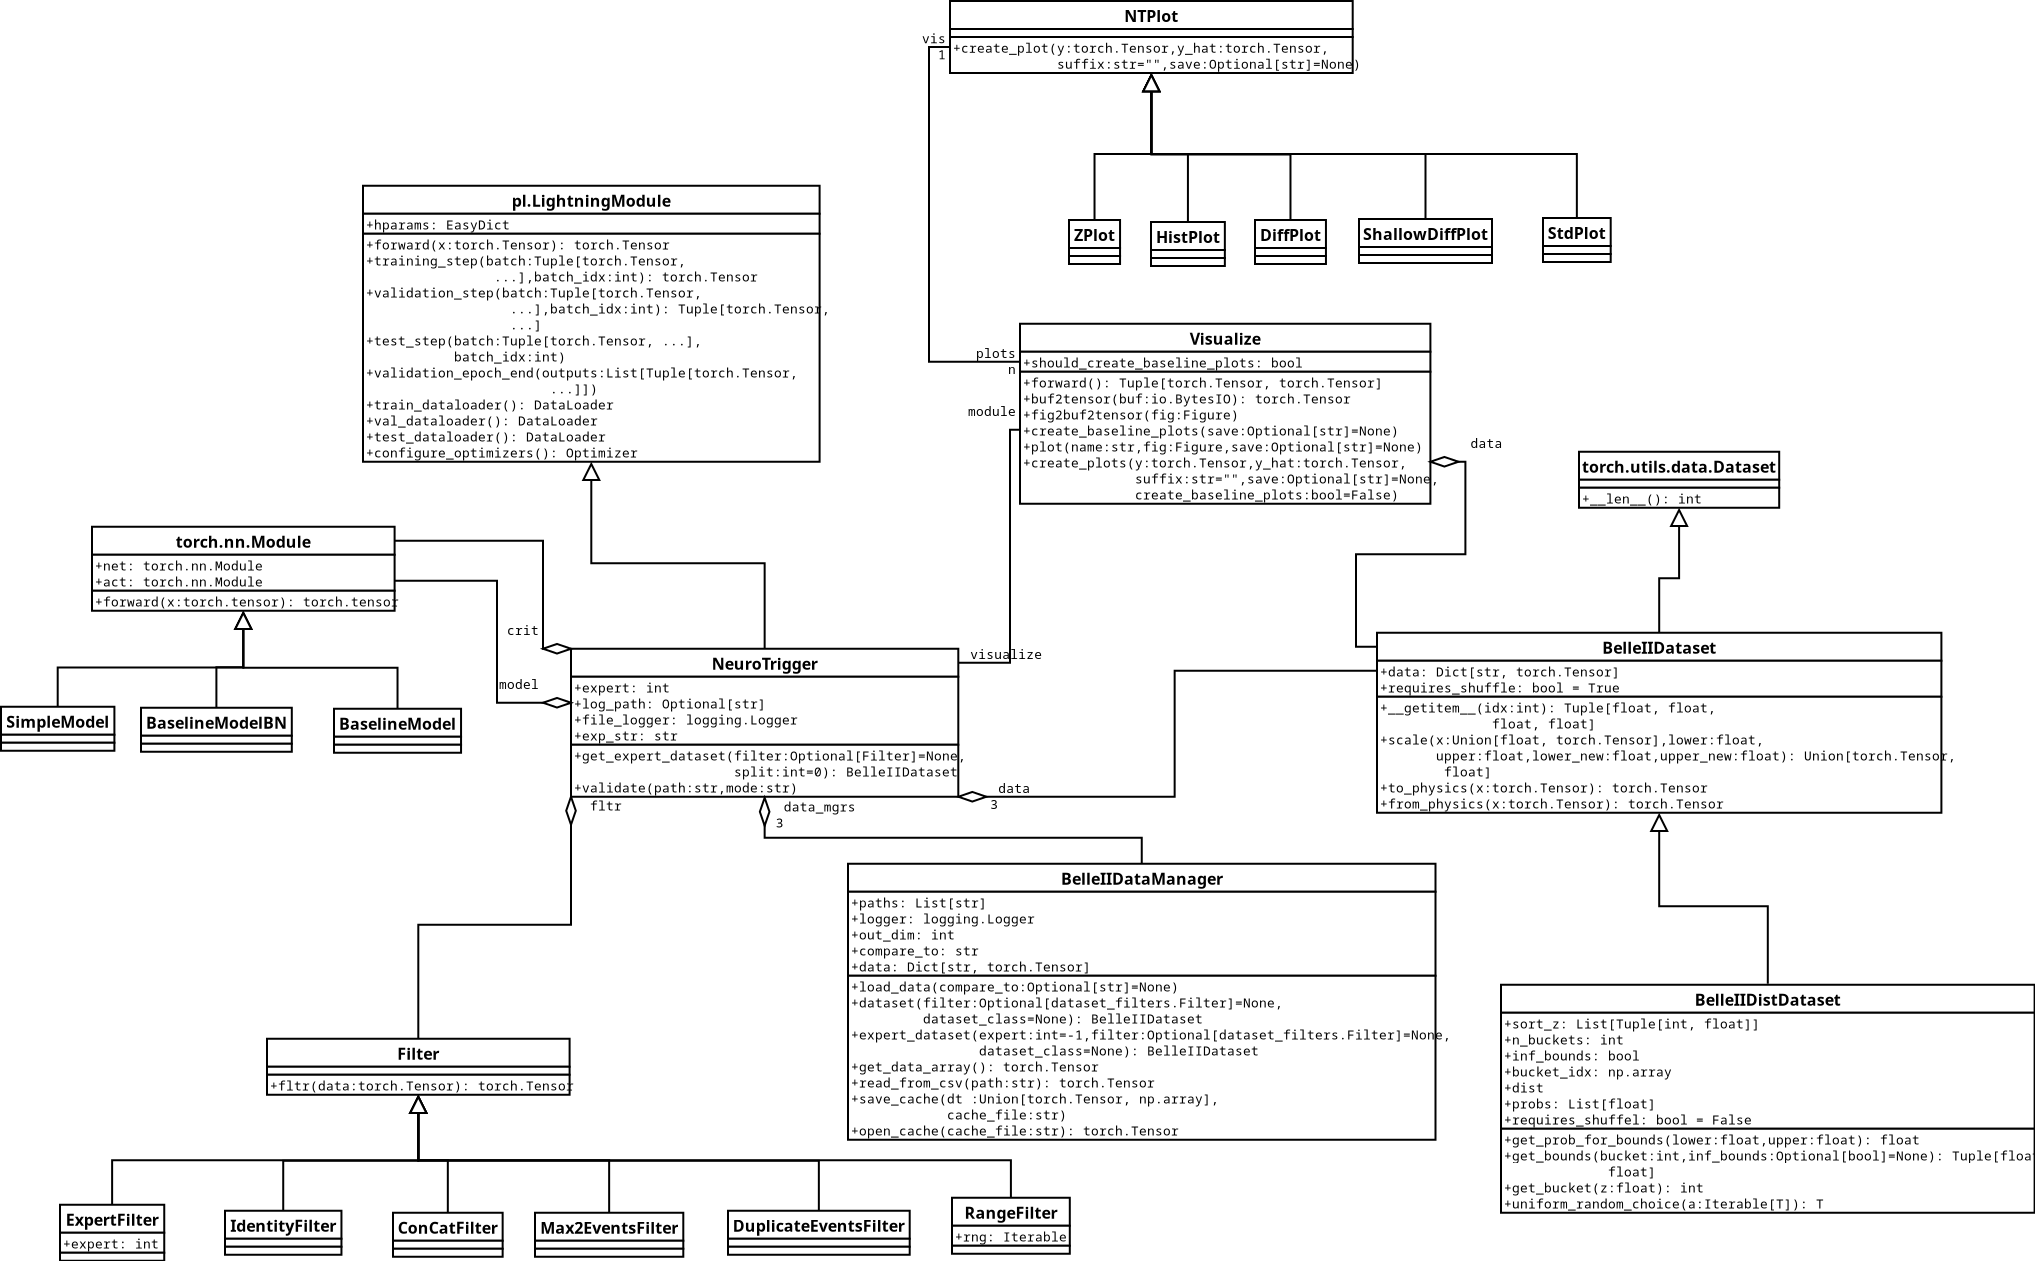 NTPlot
+create_plot(y:torch.Tensor,y_hat:torch.Tensor,
suffix:str="",save:Optional[str]=None)
vis
1
ZPlot
HistPlot
DiffPlot
ShallowDiffPlot
StdPlot
pl.LightningModule
+hparams: EasyDict
+forward(x:torch.Tensor): torch.Tensor
+training_step(batch:Tuple[torch.Tensor,
...],batch_idx:int): torch.Tensor
+validation_step(batch:Tuple[torch.Tensor,
...],batch_idx:int): Tuple[torch.Tensor,
...]
+test_step(batch:Tuple[torch.Tensor, ...],
batch_idx:int)
+validation_epoch_end(outputs:List[Tuple[torch.Tensor,
...]])
+train_dataloader(): DataLoader
+val_dataloader(): DataLoader
+test_dataloader(): DataLoader
+configure_optimizers(): Optimizer
plots
n
module
Visualize
+should_create_baseline_plots: bool
+forward(): Tuple[torch.Tensor, torch.Tensor]
+buf2tensor(buf:io.BytesIO): torch.Tensor
+fig2buf2tensor(fig:Figure)
+create_baseline_plots(save:Optional[str]=None)
+plot(name:str,fig:Figure,save:Optional[str]=None)
+create_plots(y:torch.Tensor,y_hat:torch.Tensor,
suffix:str="",save:Optional[str]=None,
create_baseline_plots:bool=False)
data
torch.utils.data.Dataset
+__len__(): int
torch.nn.Module
+net: torch.nn.Module
+act: torch.nn.Module
+forward(x:torch.tensor): torch.tensor
SimpleModel
BaselineModelBN
BaselineModel
crit
model
visualize
NeuroTrigger
+expert: int
+log_path: Optional[str]
+file_logger: logging.Logger
+exp_str: str
+get_expert_dataset(filter:Optional[Filter]=None,
split:int=0): BelleIIDataset
+validate(path:str,mode:str)
fltr
data_mgrs
3
data
3
BelleIIDataset
+data: Dict[str, torch.Tensor]
+requires_shuffle: bool = True
+__getitem__(idx:int): Tuple[float, float,
float, float]
+scale(x:Union[float, torch.Tensor],lower:float,
upper:float,lower_new:float,upper_new:float): Union[torch.Tensor,
float]
+to_physics(x:torch.Tensor): torch.Tensor
+from_physics(x:torch.Tensor): torch.Tensor
BelleIIDataManager
+paths: List[str]
+logger: logging.Logger
+out_dim: int
+compare_to: str
+data: Dict[str, torch.Tensor]
+load_data(compare_to:Optional[str]=None)
+dataset(filter:Optional[dataset_filters.Filter]=None,
dataset_class=None): BelleIIDataset
+expert_dataset(expert:int=-1,filter:Optional[dataset_filters.Filter]=None,
dataset_class=None): BelleIIDataset
+get_data_array(): torch.Tensor
+read_from_csv(path:str): torch.Tensor
+save_cache(dt :Union[torch.Tensor, np.array],
cache_file:str)
+open_cache(cache_file:str): torch.Tensor
BelleIIDistDataset
+sort_z: List[Tuple[int, float]]
+n_buckets: int
+inf_bounds: bool
+bucket_idx: np.array
+dist
+probs: List[float]
+requires_shuffel: bool = False
+get_prob_for_bounds(lower:float,upper:float): float
+get_bounds(bucket:int,inf_bounds:Optional[bool]=None): Tuple[floa
float]
+get_bucket(z:float): int
+uniform_random_choice(a:Iterable[T]): T
Filter
+fltr(data:torch.Tensor): torch.Tensor
ExpertFilter
+expert: int
IdentityFilter
ConCatFilter
Max2EventsFilter
DuplicateEventsFilter
RangeFilter
+rng: Iterable